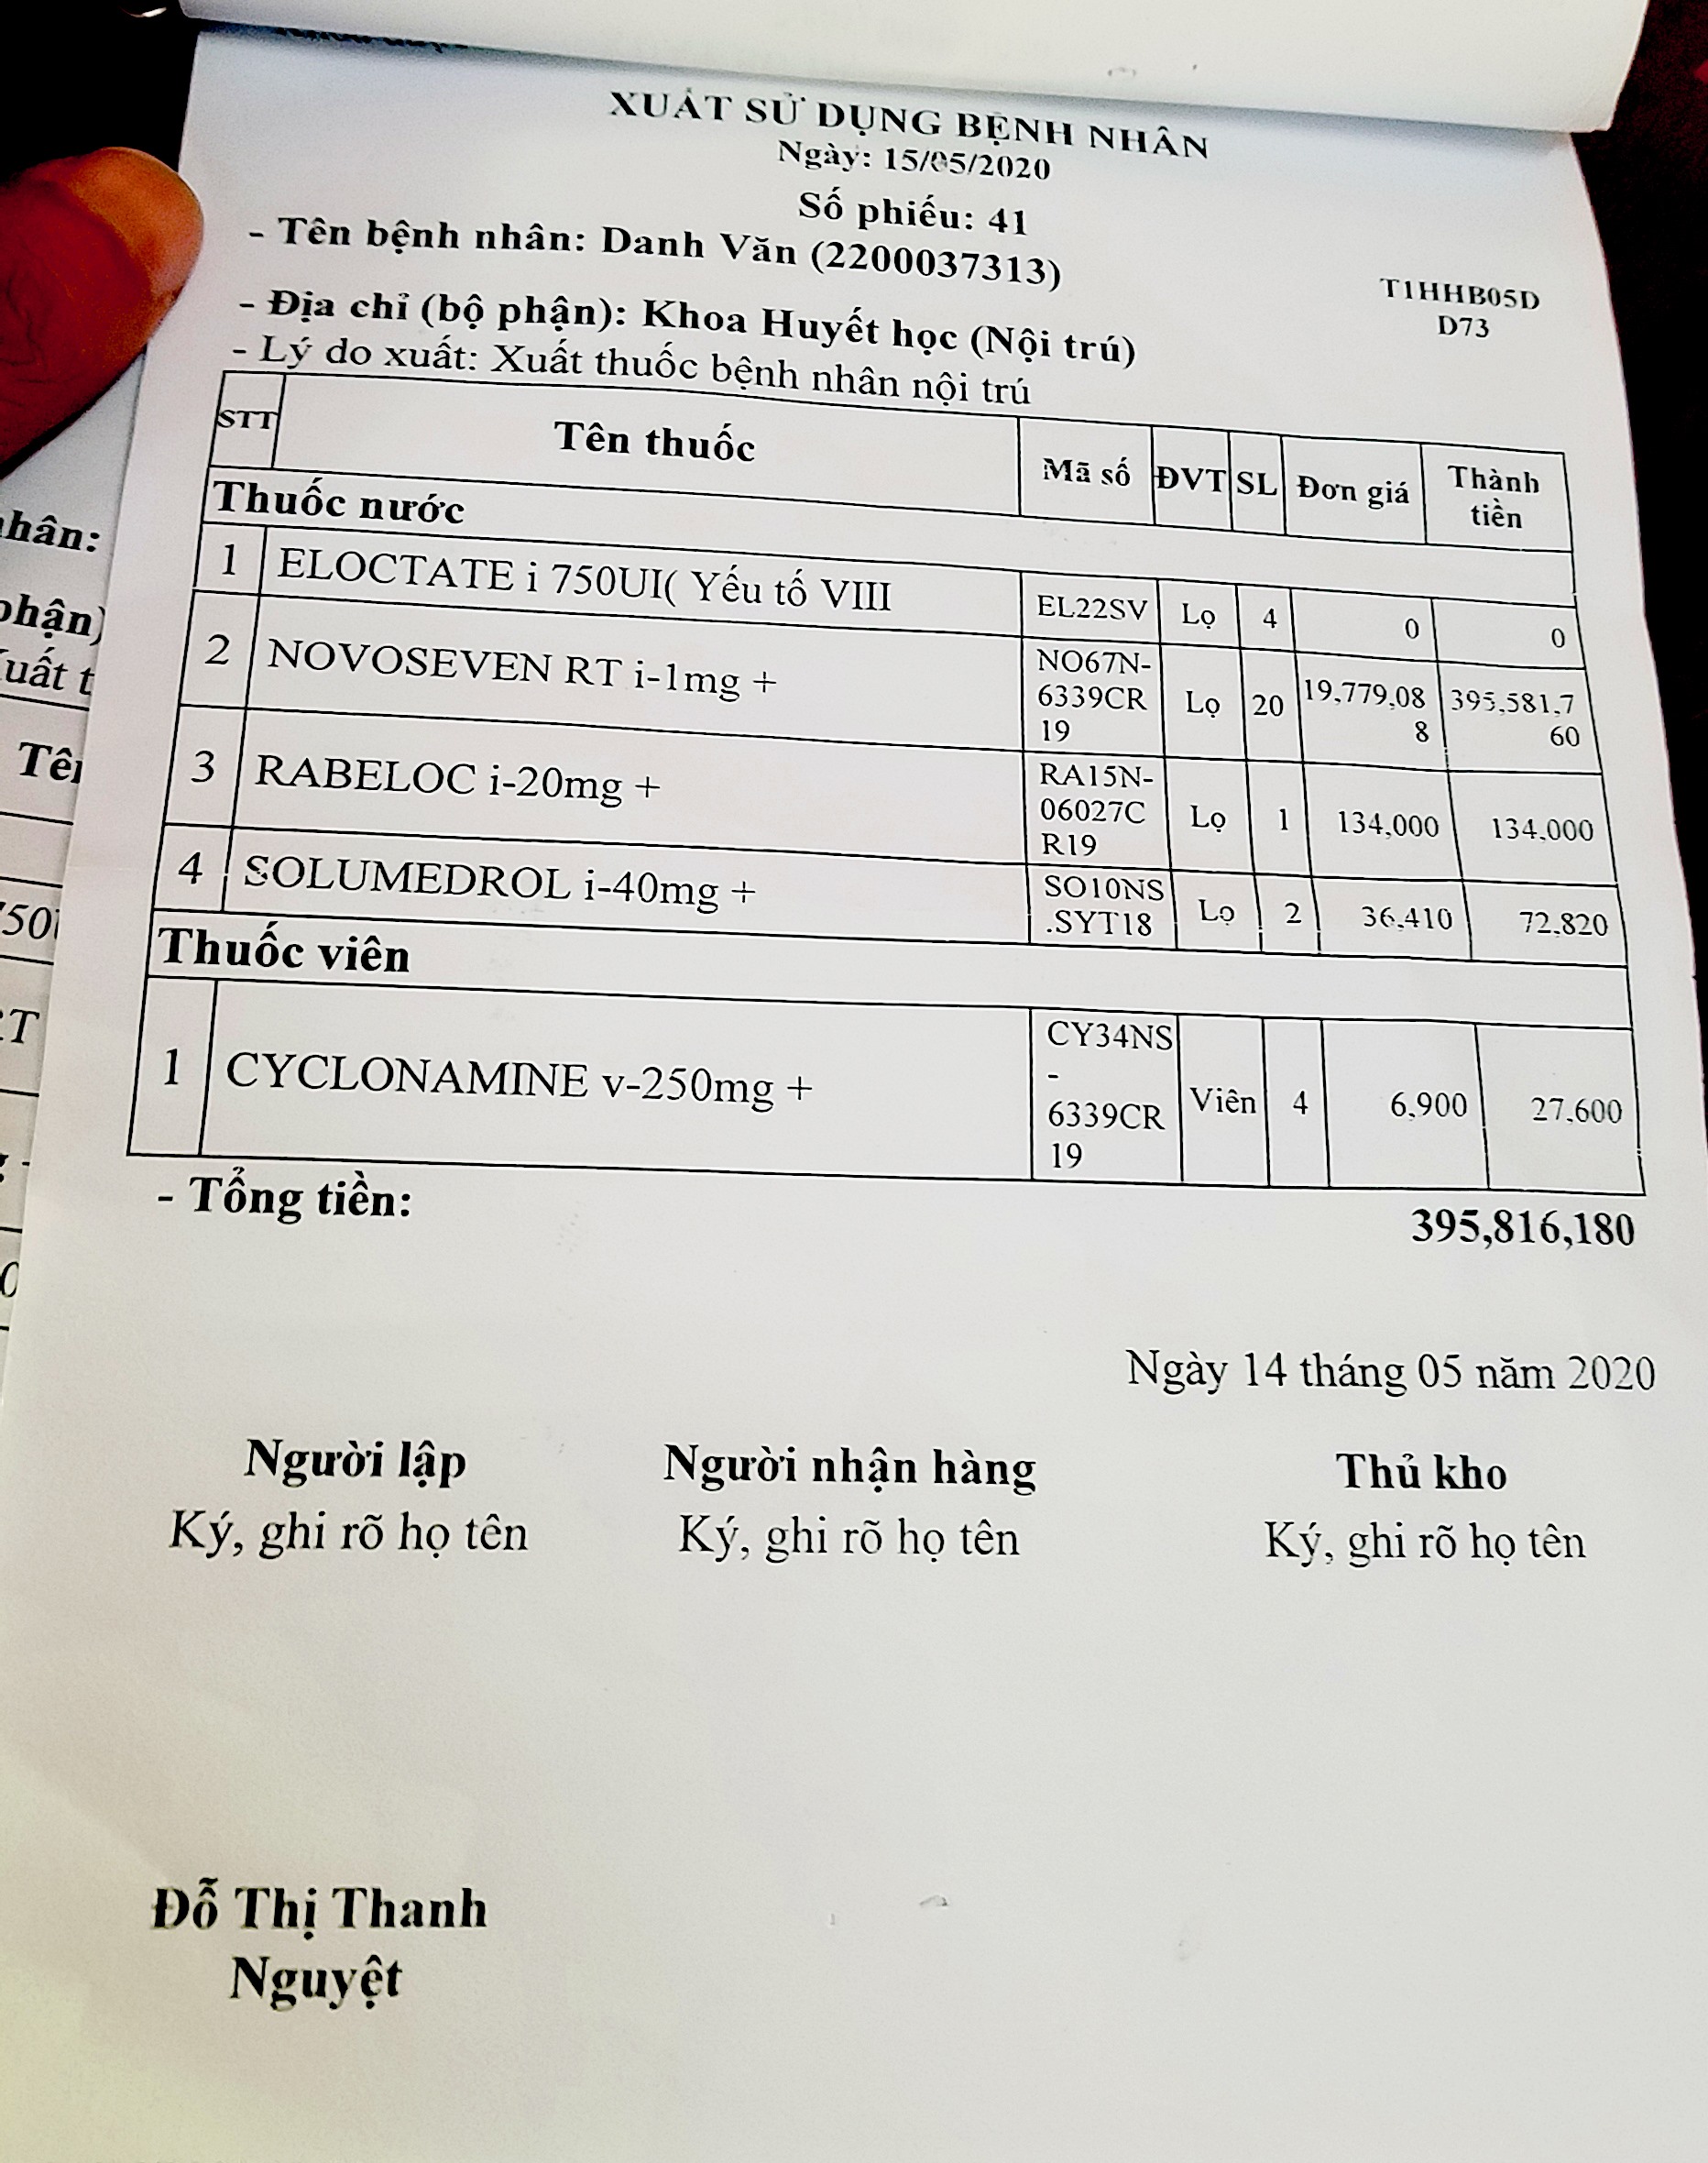 XUẤT SỬ DỤNG BỆNH NHÂN
Ngày: 15/05/2020
Số phiếu: 41
- Tên bệnh nhân: Danh Văn (2200037313)
T1HHB05D
D73
- Địa chỉ (bộ phận): Khoa Huyết học (Nội trú)
- Lý do xuất: Xuất thuốc bệnh nhân nội trú
STT Tên thuốc Mã số ĐVT SL Đơn giá Thành tiền
Thuốc nước
1 ELOCTATE i 750UI( Yếu tố VIII EL22SV Lọ 4 0 0
2 NOVOSEVEN RT i-1mg + NO67N-6339CR19 Lọ 20 19,779,088 395,581,760
3 RABELOC i-20mg + RA15N-06027CR19 Lọ 1 134,000 134,000
4 SOLUMEDROL i-40mg + SO10NS.SYT18 Lọ 2 36,410 72,820
Thuốc viên
1 CYCLONAMINE v-250mg + CY34NS-6339CR19 Viên 4 6,900 27,600
- Tổng tiền: 395,816,180
Ngày 14 tháng 05 năm 2020
Người lập Người nhận hàng Thủ kho
Ký, ghi rõ họ tên Ký, ghi rõ họ tên Ký, ghi rõ họ tên
Đỗ Thị Thanh
Nguyệt